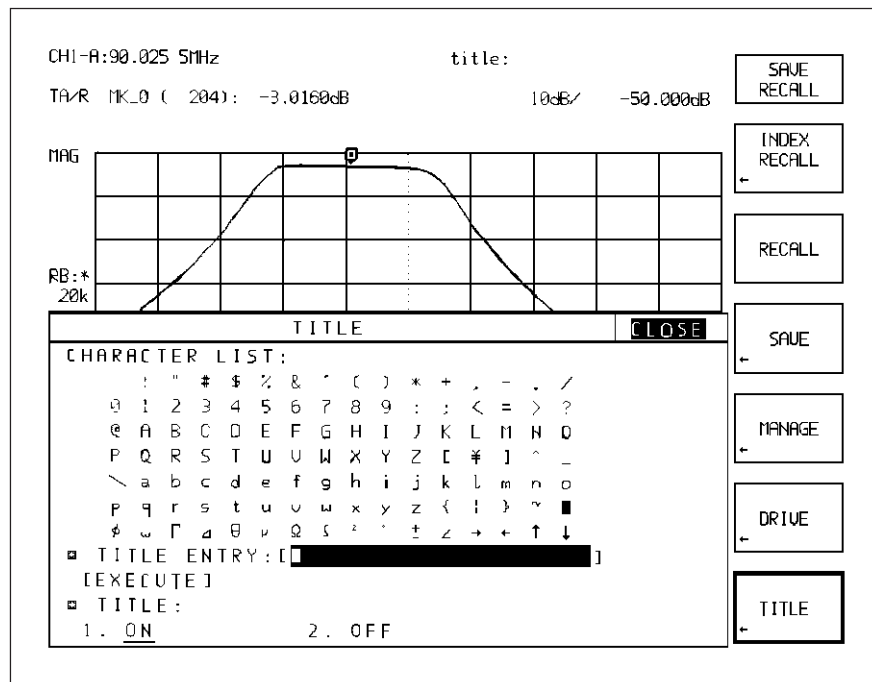 CH1-A:90.025 5MHz title:
TA/R MK_0 ( 204): -3.0160dB 10dB/ -50.000dB
MAG
RB:*
20k
TITLE CLOSE
CHARACTER LIST:
! " # $ % & ´ ( ) * + , - . /
0 1 2 3 4 5 6 7 8 9 : ; < = > ?
@ A B C D E F G H I J K L M N O
P Q R S T U V W X Y Z [ ¥ ] ^ _
\ a b c d e f g h i j k l m n o
p q r s t u v w x y z { ¦ } ~ ■
ϕ ω Γ ⊿ θ μ Ω ∫ ² ° ± ∠ → ← ↑ ↓
TITLE ENTRY:[ ]
[EXECUTE]
TITLE:
1. ON 2. OFF
SAVE
RECALL
INDEX
RECALL
←
RECALL
SAVE
←
MANAGE
←
DRIVE
←
TITLE
←